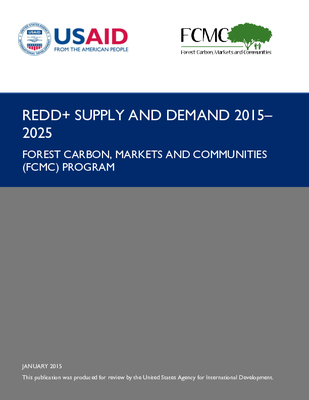 USAID
FROM THE AMERICAN PEOPLE
FCMC
Forest Carbon, Markets and Communities
REDD+ SUPPLY AND DEMAND 2015–
2025
FOREST CARBON, MARKETS AND COMMUNITIES
(FCMC) PROGRAM
JANUARY 2015
This publication was produced for review by the United States Agency for International Development.